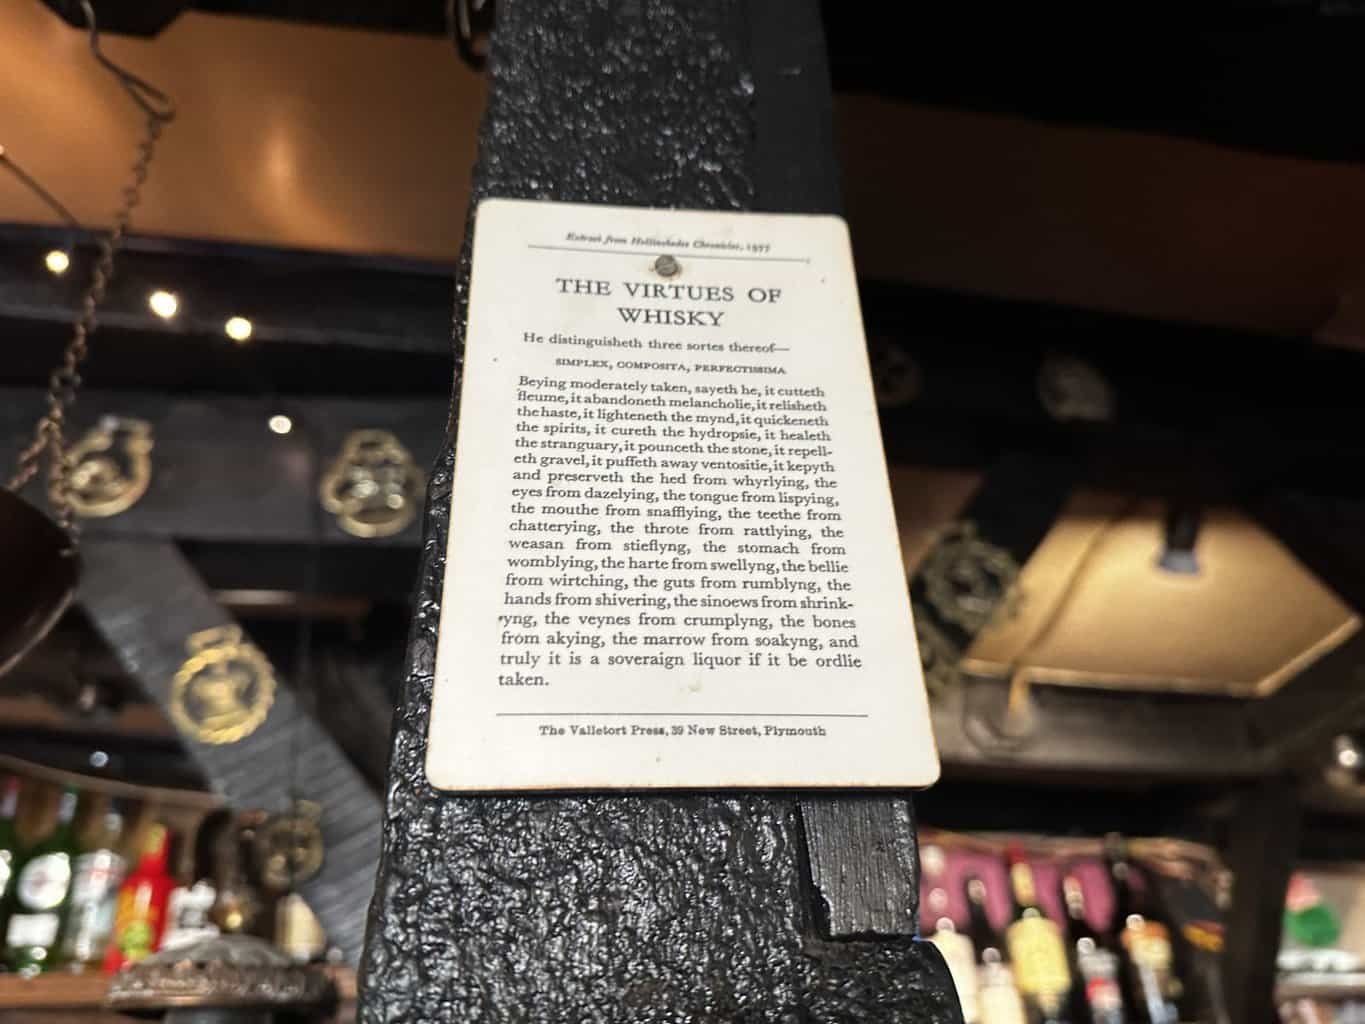 Extract from Hollinshedes Chronicles, 1577
THE VIRTUES OF
WHISKY
He distinguisheth three sortes thereof—
SIMPLEX, COMPOSITA, PERFECTISSIMA
Beying moderately taken, sayeth he, it cutteth
fleume, it abandoneth melancholie, it relisheth
the haste, it lighteneth the mynd, it quickeneth
the spirits, it cureth the hydropsie, it healeth
the stranguary, it pounceth the stone, it repell-
eth gravel, it puffeth away ventositie, it kepyth
and preserveth the hed from whyrlying, the
eyes from dazelying, the tongue from lispying,
the mouthe from snafflying, the teethe from
chatterying, the throte from rattlying, the
weasan from stieflyng, the stomach from
womblying, the harte from swellyng, the bellie
from wirtching, the guts from rumblyng, the
hands from shivering, the sinoews from shrink-
yng, the veynes from crumplyng, the bones
from akying, the marrow from soakyng, and
truly it is a soveraign liquor if it be ordlie
taken.
The Valletort Press, 39 New Street, Plymouth